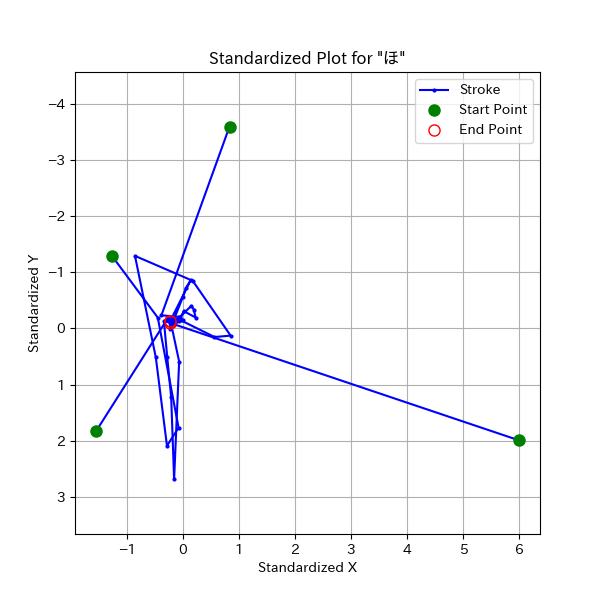 Standardized Plot for "ほ"
Stroke
Start Point
End Point
Standardized Y
−4
−3
−2
−1
0
1
2
3
−1 0 1 2 3 4 5 6
Standardized X